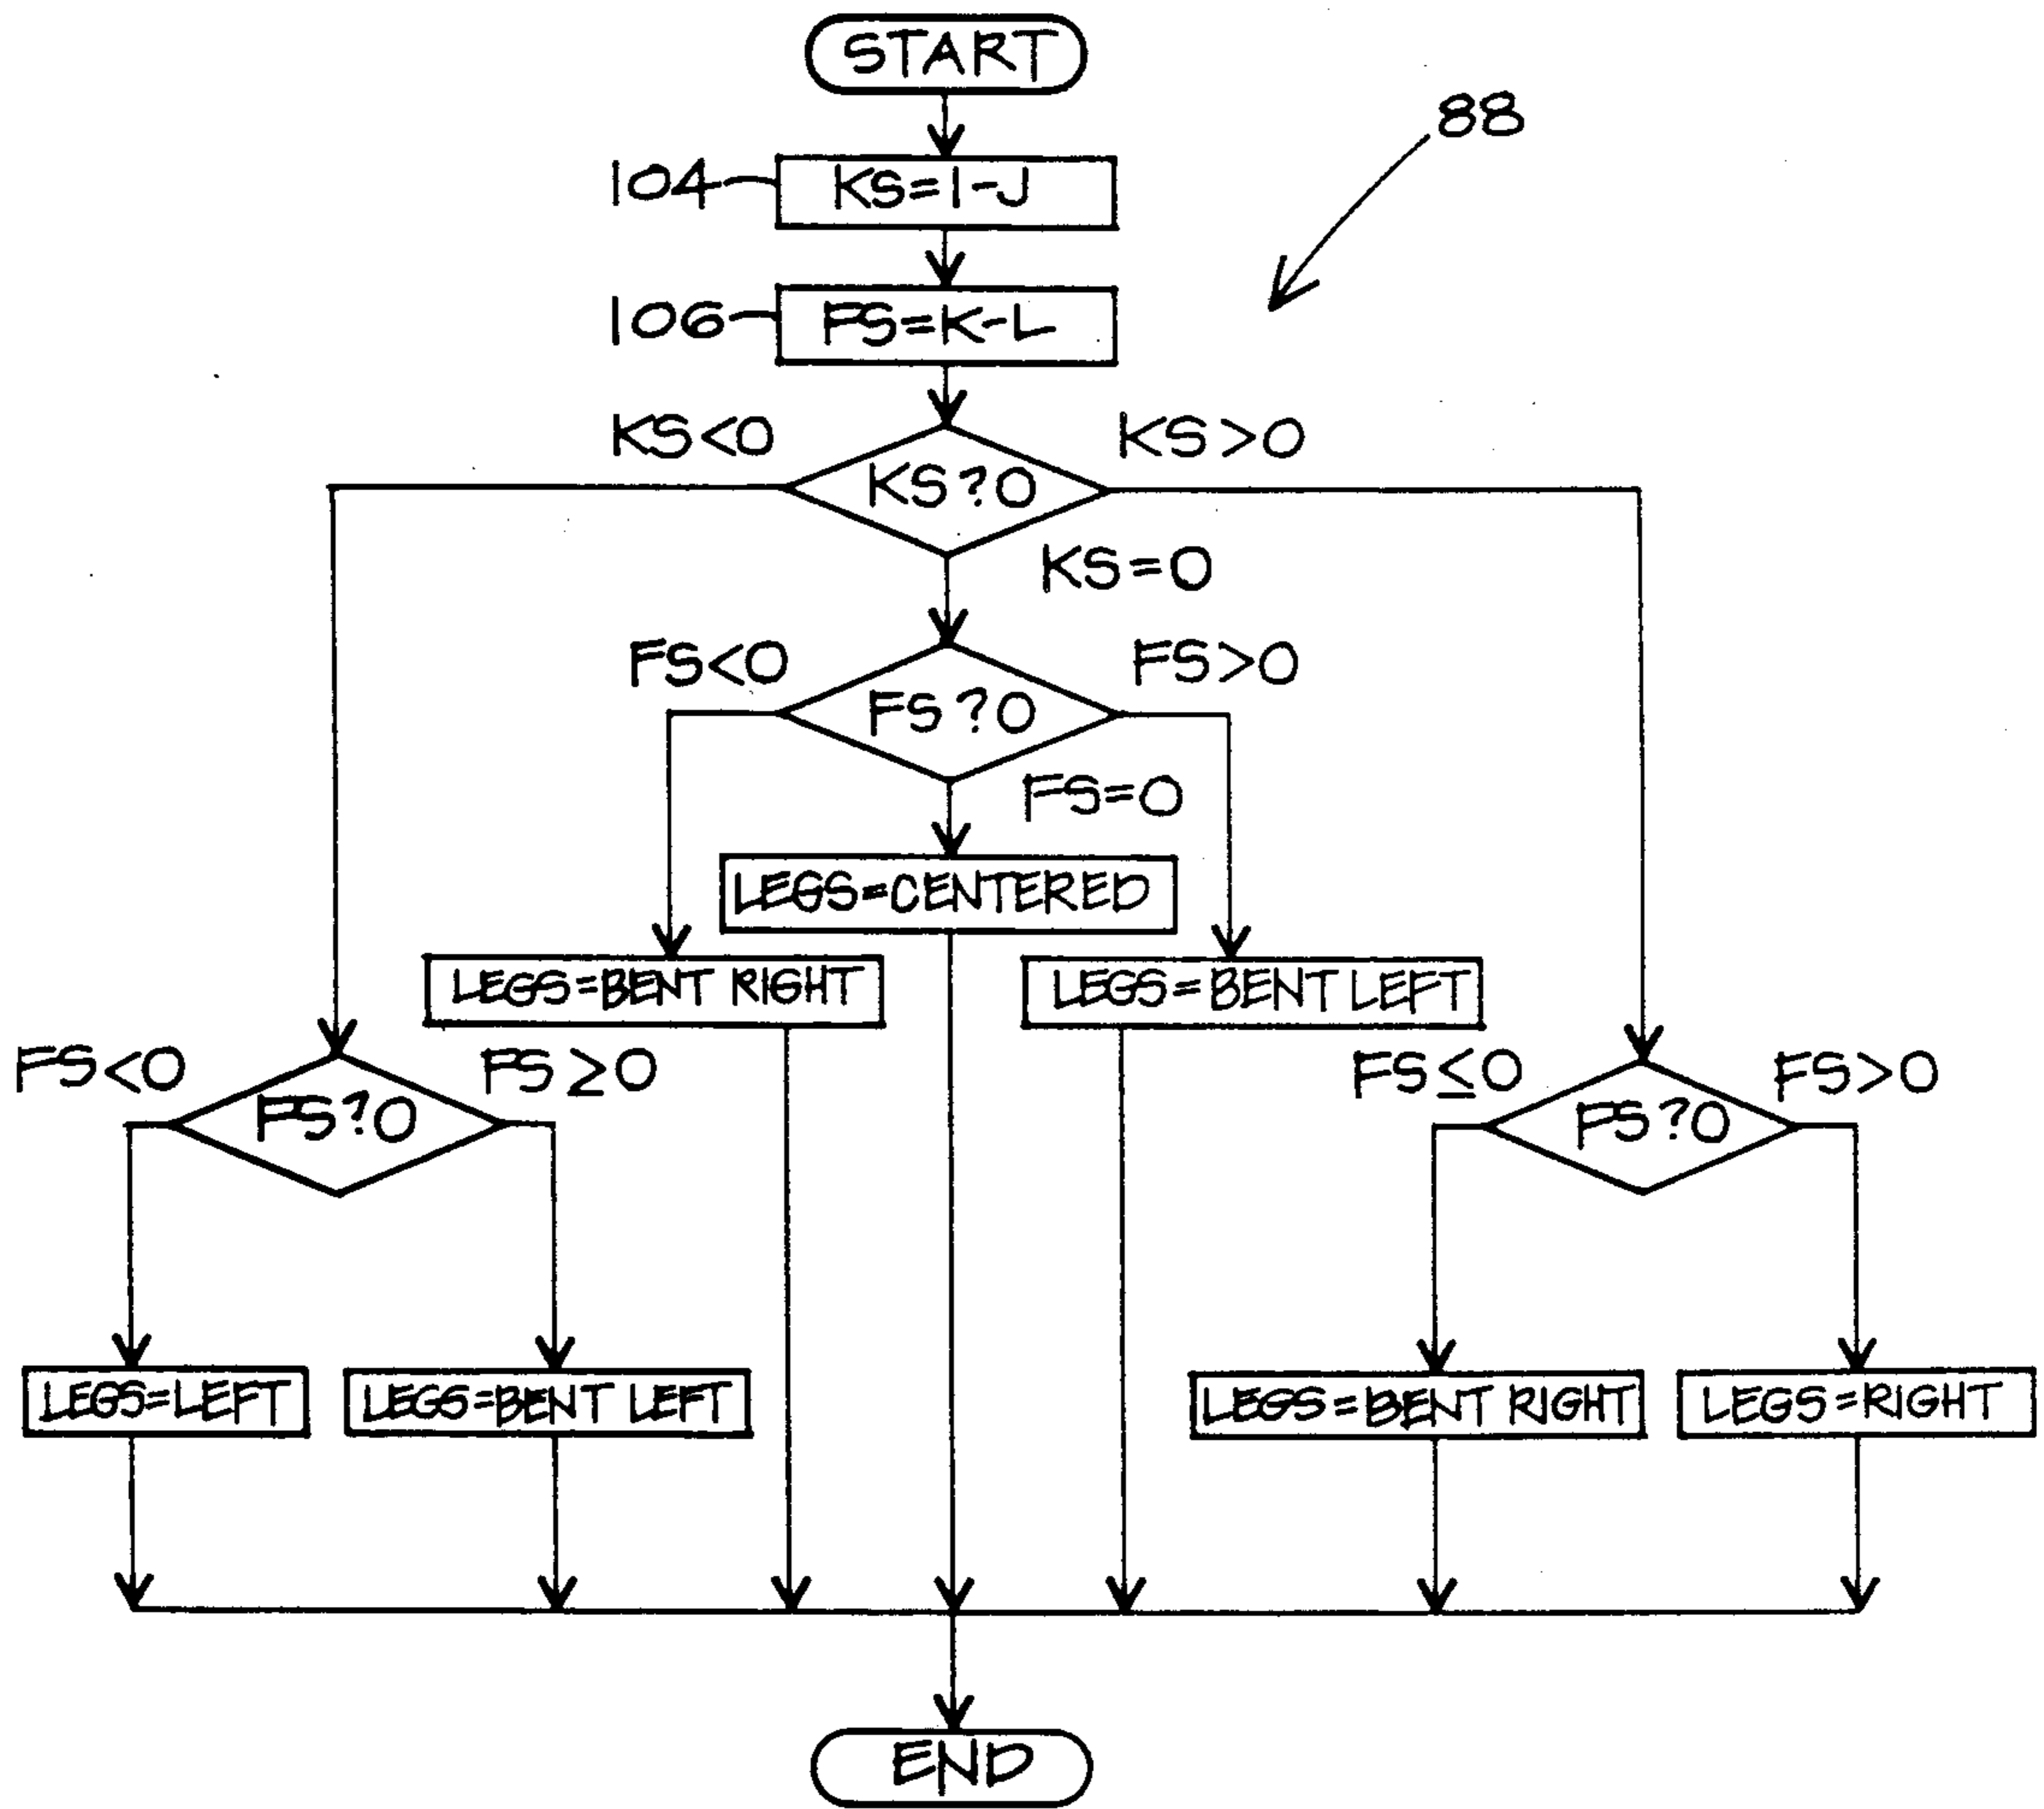 START
88
104
KS=I-J
106
FS=K-L
KS<0
KS>0
KS?0
KS=0
FS<0
FS>0
FS?0
FS=0
LEGS=CENTERED
LEGS=BENT RIGHT
LEGS=BENT LEFT
FS<0
FS≥0
FS≤0
FS>0
FS?0
FS?0
LEGS=LEFT
LEGS=BENT LEFT
LEGS=BENT RIGHT
LEGS=RIGHT
END